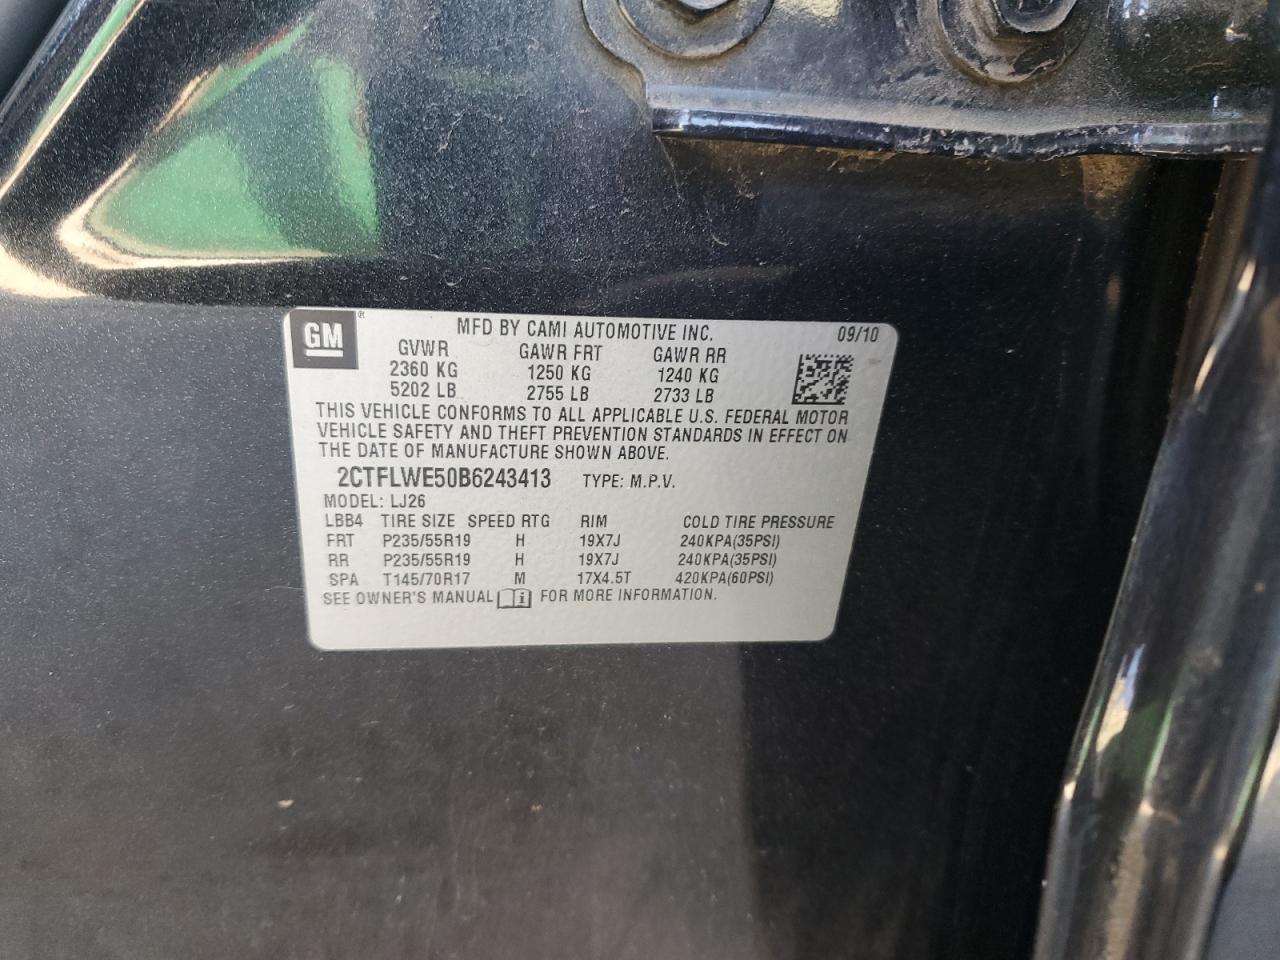 GM ®
MFD BY CAMI AUTOMOTIVE INC. 09/10
GVWR GAWR FRT GAWR RR
2360 KG 1250 KG 1240 KG
5202 LB 2755 LB 2733 LB
THIS VEHICLE CONFORMS TO ALL APPLICABLE U.S. FEDERAL MOTOR
VEHICLE SAFETY AND THEFT PREVENTION STANDARDS IN EFFECT ON
THE DATE OF MANUFACTURE SHOWN ABOVE.
2CTFLWE50B6243413 TYPE: M.P.V.
MODEL: LJ26
LBB4 TIRE SIZE SPEED RTG RIM COLD TIRE PRESSURE
FRT P235/55R19 H 19X7J 240KPA(35PSI)
RR P235/55R19 H 19X7J 240KPA(35PSI)
SPA T145/70R17 M 17X4.5T 420KPA(60PSI)
SEE OWNER'S MANUAL i FOR MORE INFORMATION.